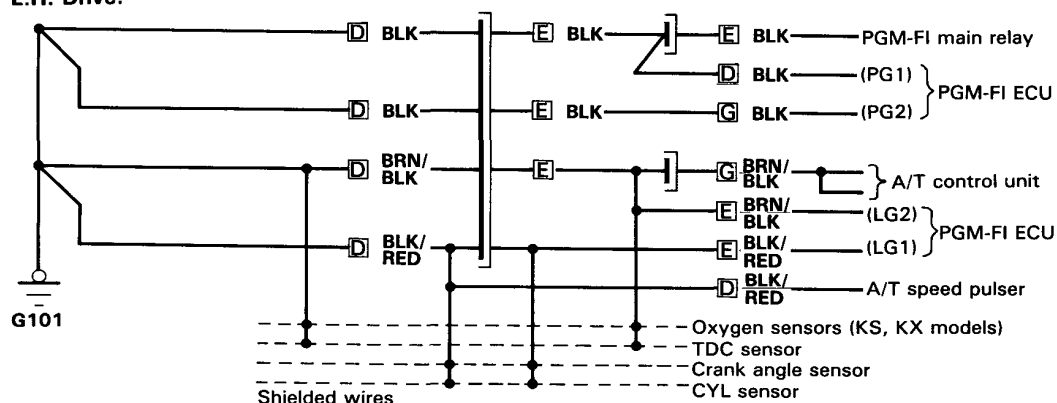 L.H. Drive:
D BLK E BLK E BLK PGM-FI main relay
D BLK (PG1)
PGM-FI ECU
D BLK E BLK G BLK (PG2)
D BRN/BLK E G BRN/BLK A/T control unit
E BRN/BLK (LG2)
PGM-FI ECU
D BLK/RED E BLK/RED (LG1)
D BLK/RED A/T speed pulser
G101
Oxygen sensors (KS, KX models)
TDC sensor
Crank angle sensor
CYL sensor
Shielded wires